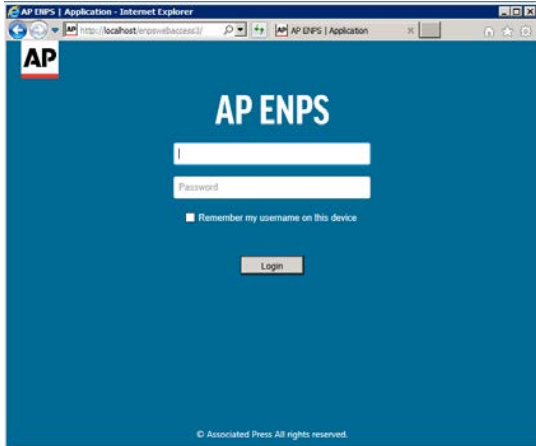 AP ENPS | Application - Internet Explorer
http://localhost/enpswebaccess3/
AP ENPS | Application
AP
AP ENPS
Password
Remember my username on this device
Login
© Associated Press All rights reserved.